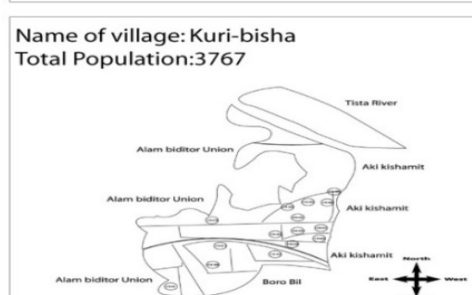 Name of village: Kuri-bisha
Total Population:3767
Tista River
Alam biditor Union
Aki kishamit
Alam biditor Union
Aki kishamit
Aki kishamit
North
East
West
Alam biditor Union
Boro Bil